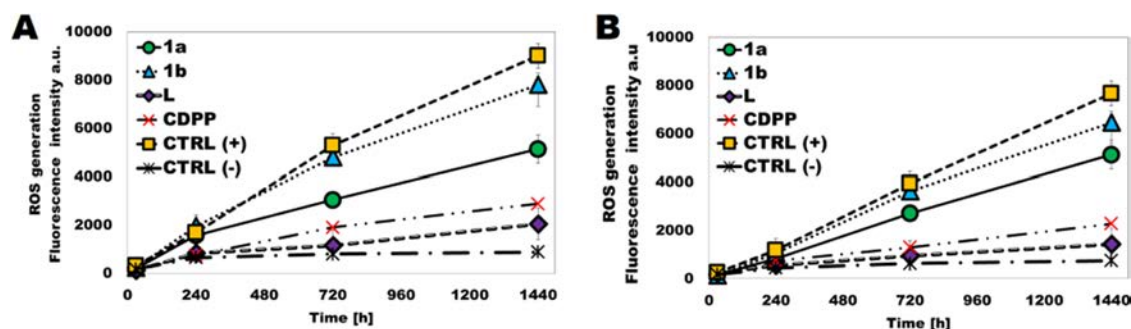 A
ROS generation
Fluorescence intensity a.u.
10000
8000
6000
4000
2000
0
1a
1b
L
CDPP
CTRL (+)
CTRL (-)
0 240 480 720 960 1200 1440
Time [h]
B
ROS generation
Fluorescence intensity a.u
10000
8000
6000
4000
2000
0
1a
1b
L
CDPP
CTRL (+)
CTRL (-)
0 240 480 720 960 1200 1440
Time [h]